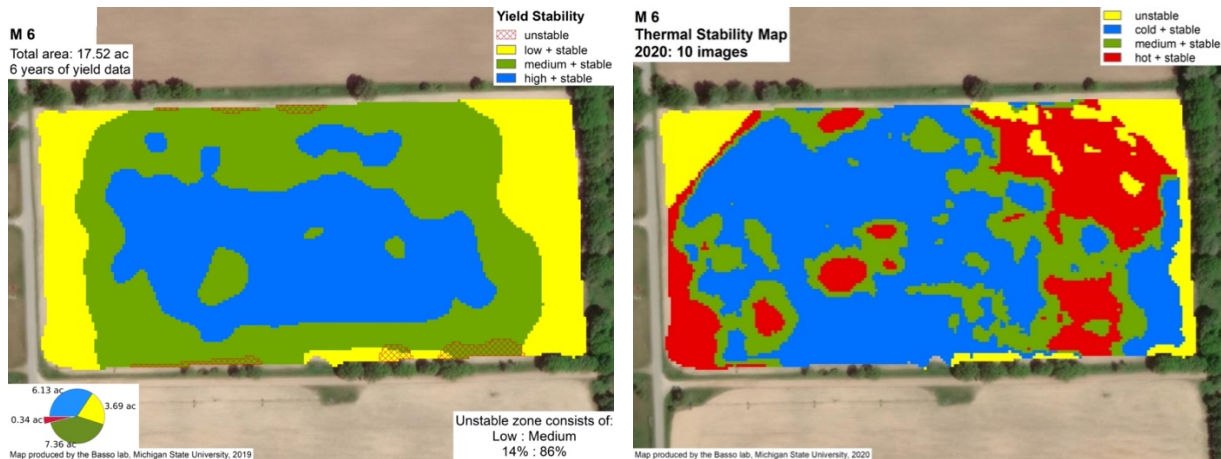 M 6
Total area: 17.52 ac
6 years of yield data
Yield Stability
unstable
low + stable
medium + stable
high + stable
6.13 ac
3.69 ac
0.34 ac
7.36 ac
Unstable zone consists of:
Low : Medium
14% : 86%
Map produced by the Basso lab, Michigan State University, 2019
M 6
Thermal Stability Map
2020: 10 images
unstable
cold + stable
medium + stable
hot + stable
Map produced by the Basso lab, Michigan State University, 2020